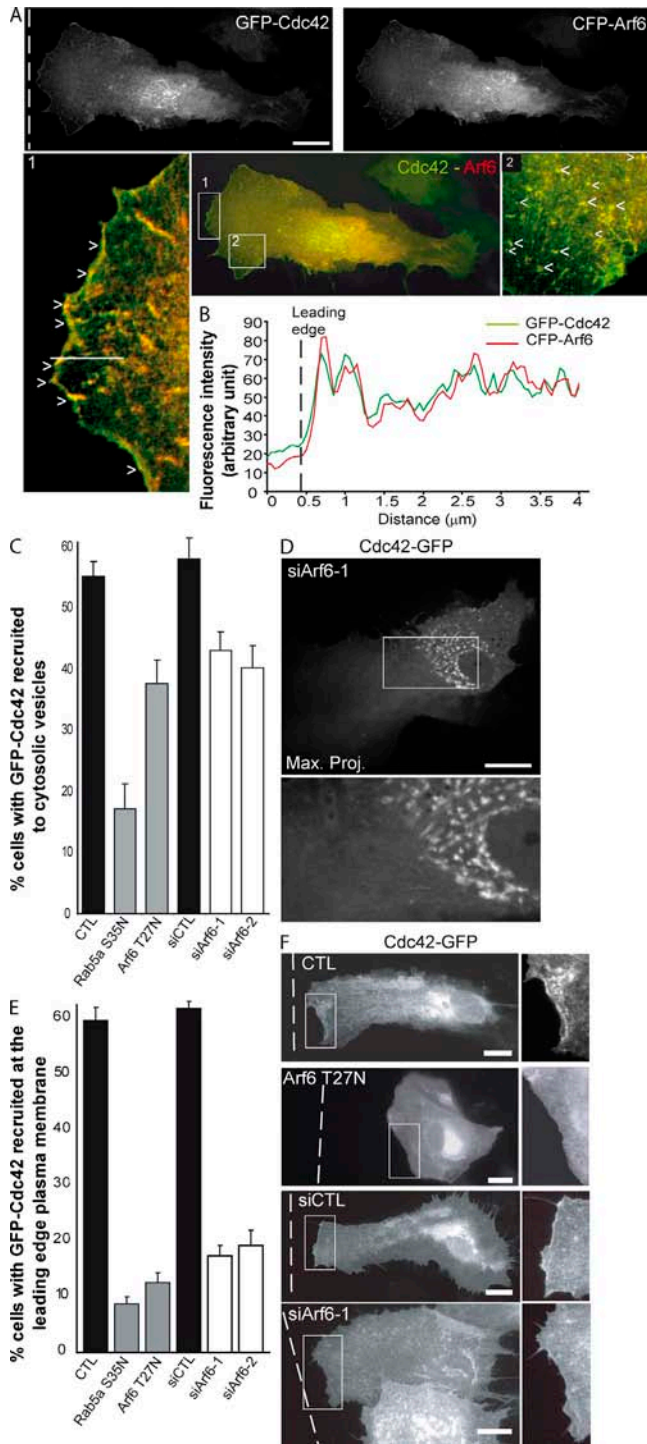 A
GFP-Cdc42
CFP-Arf6
1
Cdc42 - Arf6
1
2
2
B
Leading
edge
GFP-Cdc42
CFP-Arf6
Fluorescence intensity
(arbitrary unit)
90
80
70
60
50
40
30
20
10
0
0 0.5 1 1.5 2 2.5 3 3.5 4
Distance (μm)
C
% cells with GFP-Cdc42 recruited
to cytosolic vesicles
60
50
40
30
20
10
0
CTL
Rab5a S35N
Arf6 T27N
siCTL
siArf6-1
siArf6-2
D
Cdc42-GFP
siArf6-1
Max. Proj.
E
% cells with GFP-Cdc42 recruited at the
leading edge plasma membrane
60
50
40
30
20
10
0
CTL
Rab5a S35N
Arf6 T27N
siCTL
siArf6-1
siArf6-2
F
Cdc42-GFP
CTL
Arf6 T27N
siCTL
siArf6-1